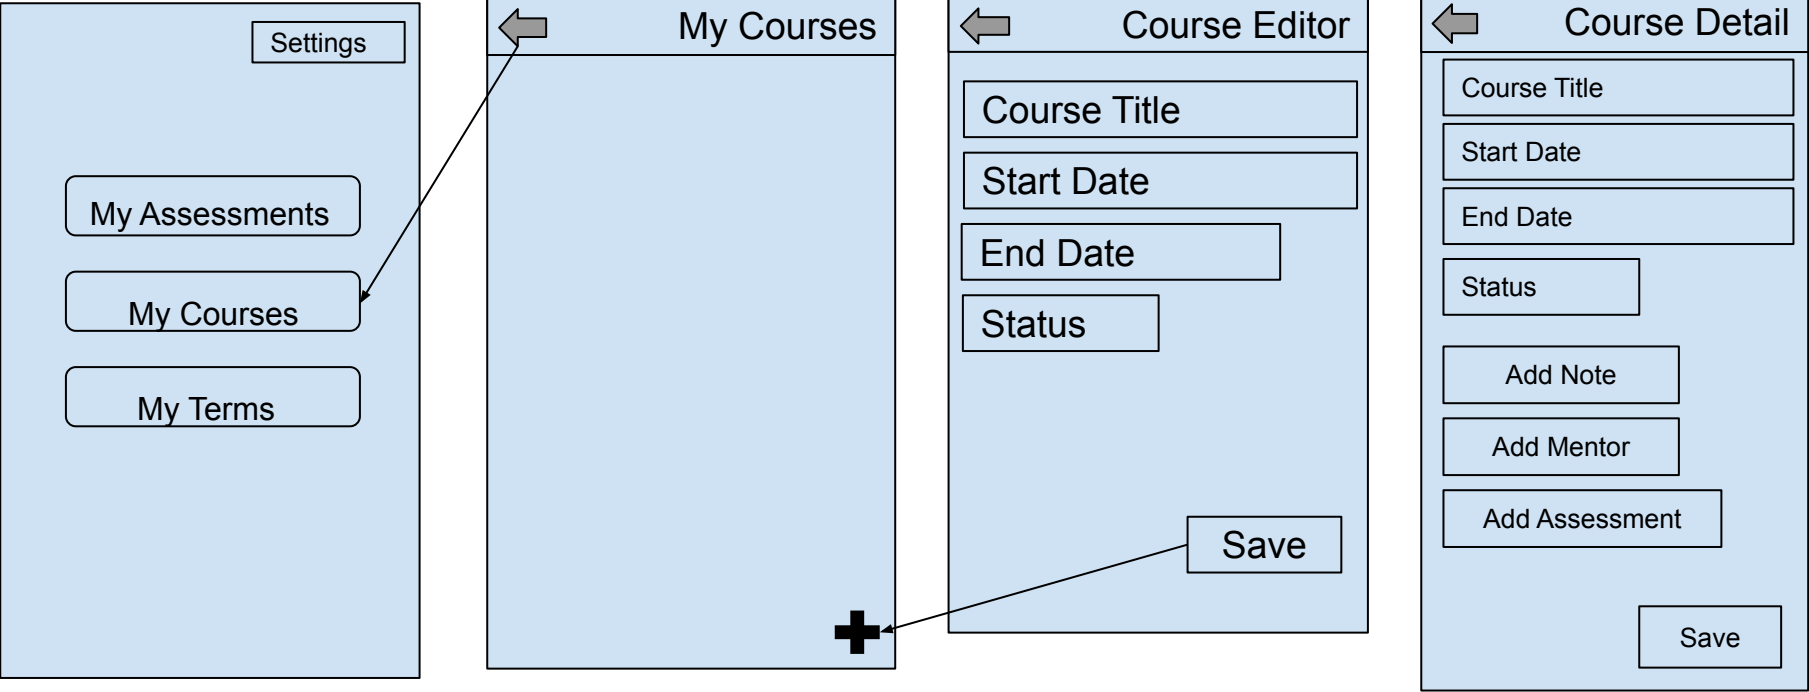 Settings
My Assessments
My Courses
My Terms
My Courses
Course Editor
Course Title
Start Date
End Date
Status
Save
Course Detail
Course Title
Start Date
End Date
Status
Add Note
Add Mentor
Add Assessment
Save